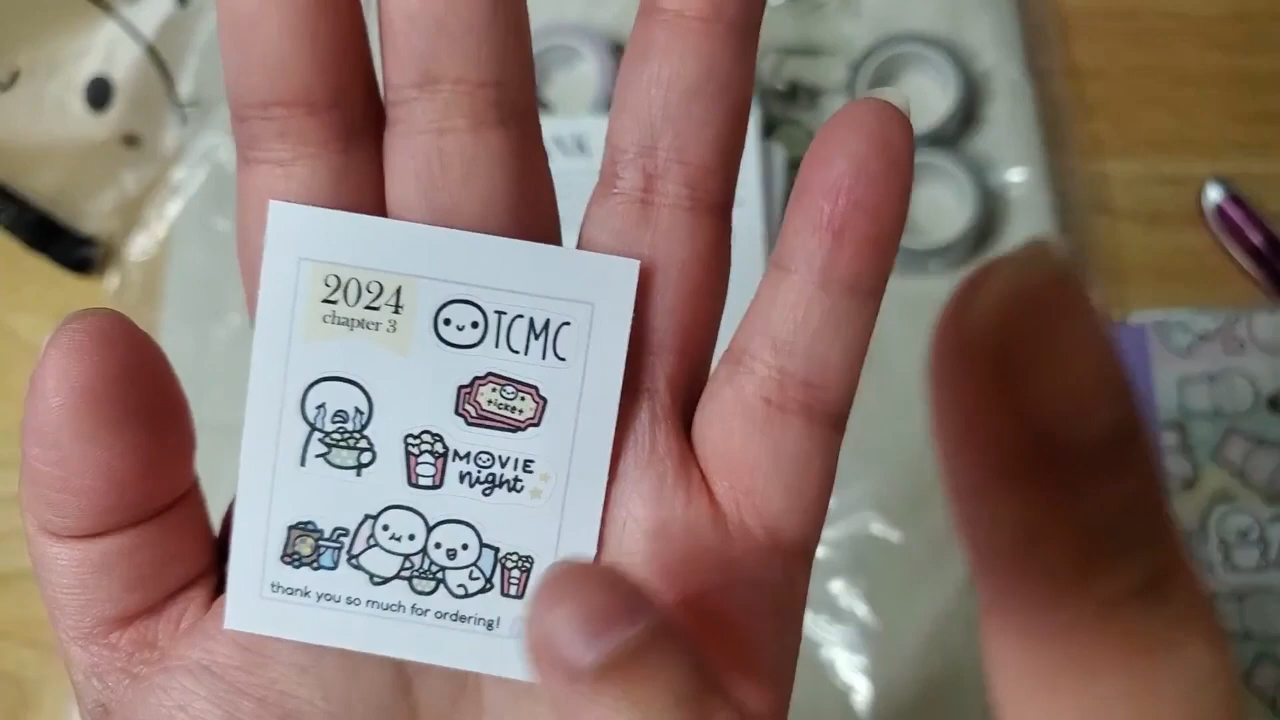 2024
chapter 3
TCMC
ticket
MOVIE
night
thank you so much for ordering!